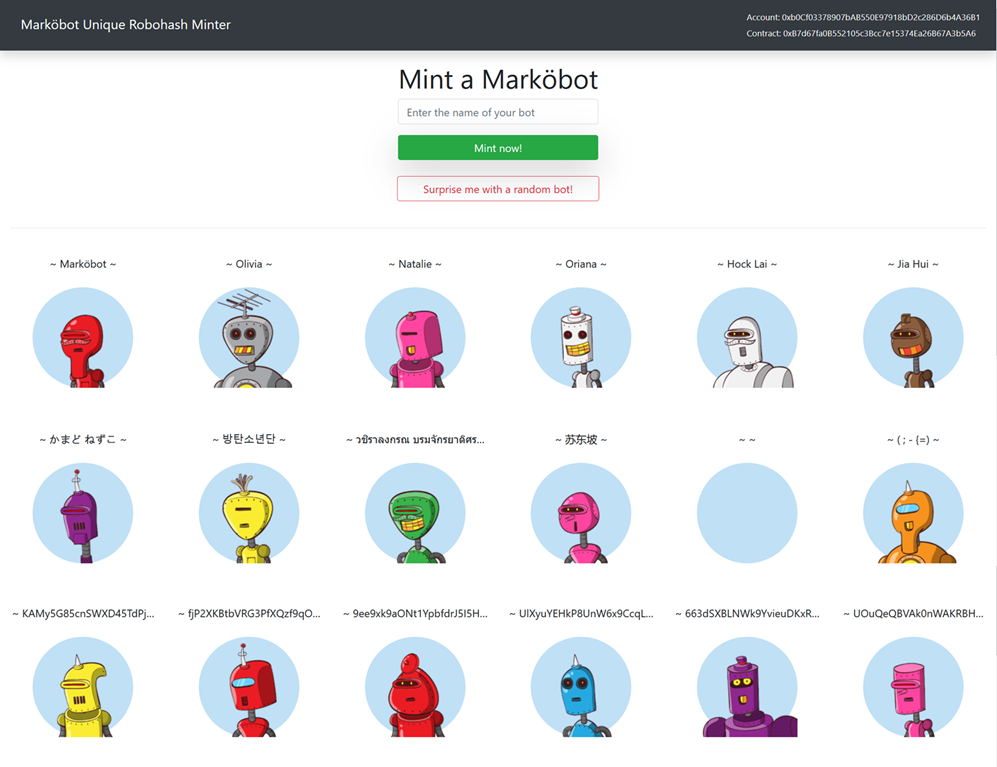 Marköbot Unique Robohash Minter
Account: 0xb0Cf03378907bAB550E97918bD2c286D6b4A36B1
Contract: 0xB7d67fa0B552105c3Bcc7e15374Ea26B67A3b5A6
Mint a Marköbot
Enter the name of your bot
Mint now!
Surprise me with a random bot!
~ Marköbot ~
~ Olivia ~
~ Natalie ~
~ Oriana ~
~ Hock Lai ~
~ Jia Hui ~
~ かまど ねずこ ~
~ 방탄소년단 ~
~ วชิราลงกรณ บรมจักรยาดิศร...
~ 苏东坡 ~
~ ~
~ ( ; - {=) ~
~ KAMy5G85cnSWXD45TdPj...
~ fjP2XKBtbVRG3PfXQzf9qO...
~ 9ee9xk9aONt1YpbfdrJ5I5H...
~ UlXyuYEHkP8UnW6x9CcqL...
~ 663dSXBLNWk9YvieuDKxR...
~ UOuQeQBVAk0nWAKRBH...